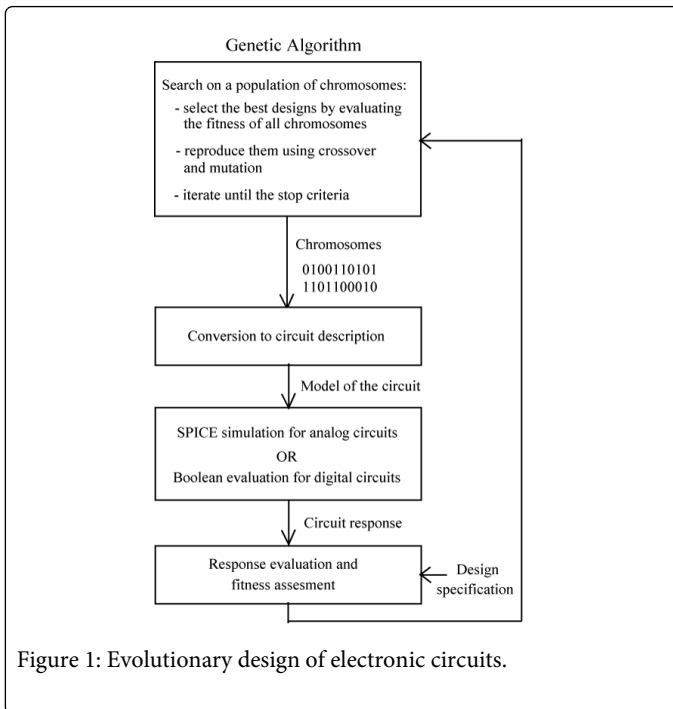 Genetic Algorithm
Search on a population of chromosomes:
- select the best designs by evaluating
the fitness of all chromosomes
- reproduce them using crossover
and mutation
- iterate until the stop criteria
Chromosomes
0100110101
1101100010
Conversion to circuit description
Model of the circuit
SPICE simulation for analog circuits
OR
Boolean evaluation for digital circuits
Circuit response
Response evaluation and
fitness assesment
Design
specification
Figure 1: Evolutionary design of electronic circuits.